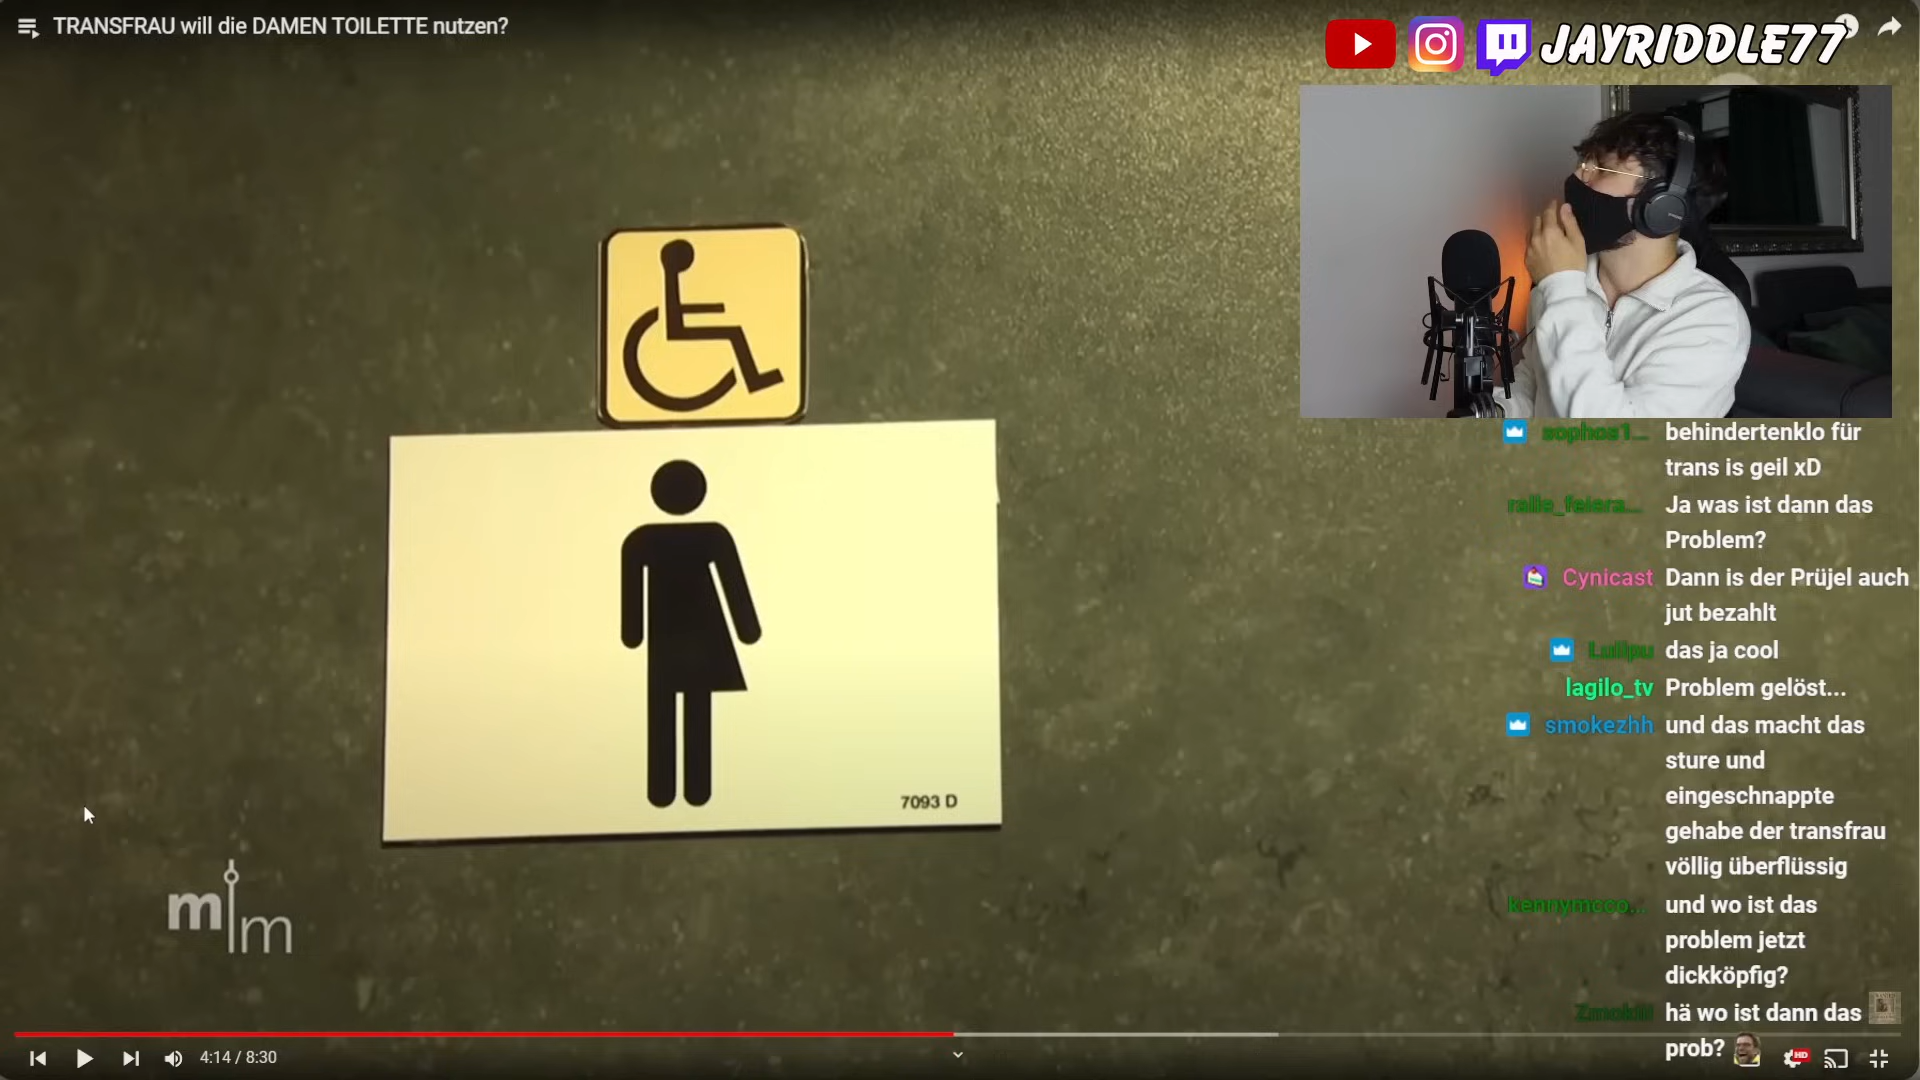 TRANSFRAU will die DAMEN TOILETTE nutzen?
JAYRIDDLE77
behindertenklo für
trans is geil xD
Ja was ist dann das
Problem?
Cynicast Dann is der Prüjel auch
jut bezahlt
Lullpu das ja cool
lagilo_tv Problem gelöst...
smokezhh und das macht das
sture und
eingeschnappte
gehabe der transfrau
völlig überflüssig
kennymcco... und wo ist das
problem jetzt
dickköpfig?
hä wo ist dann das
prob?
7093 D
m m
4:14 / 8:30
HD